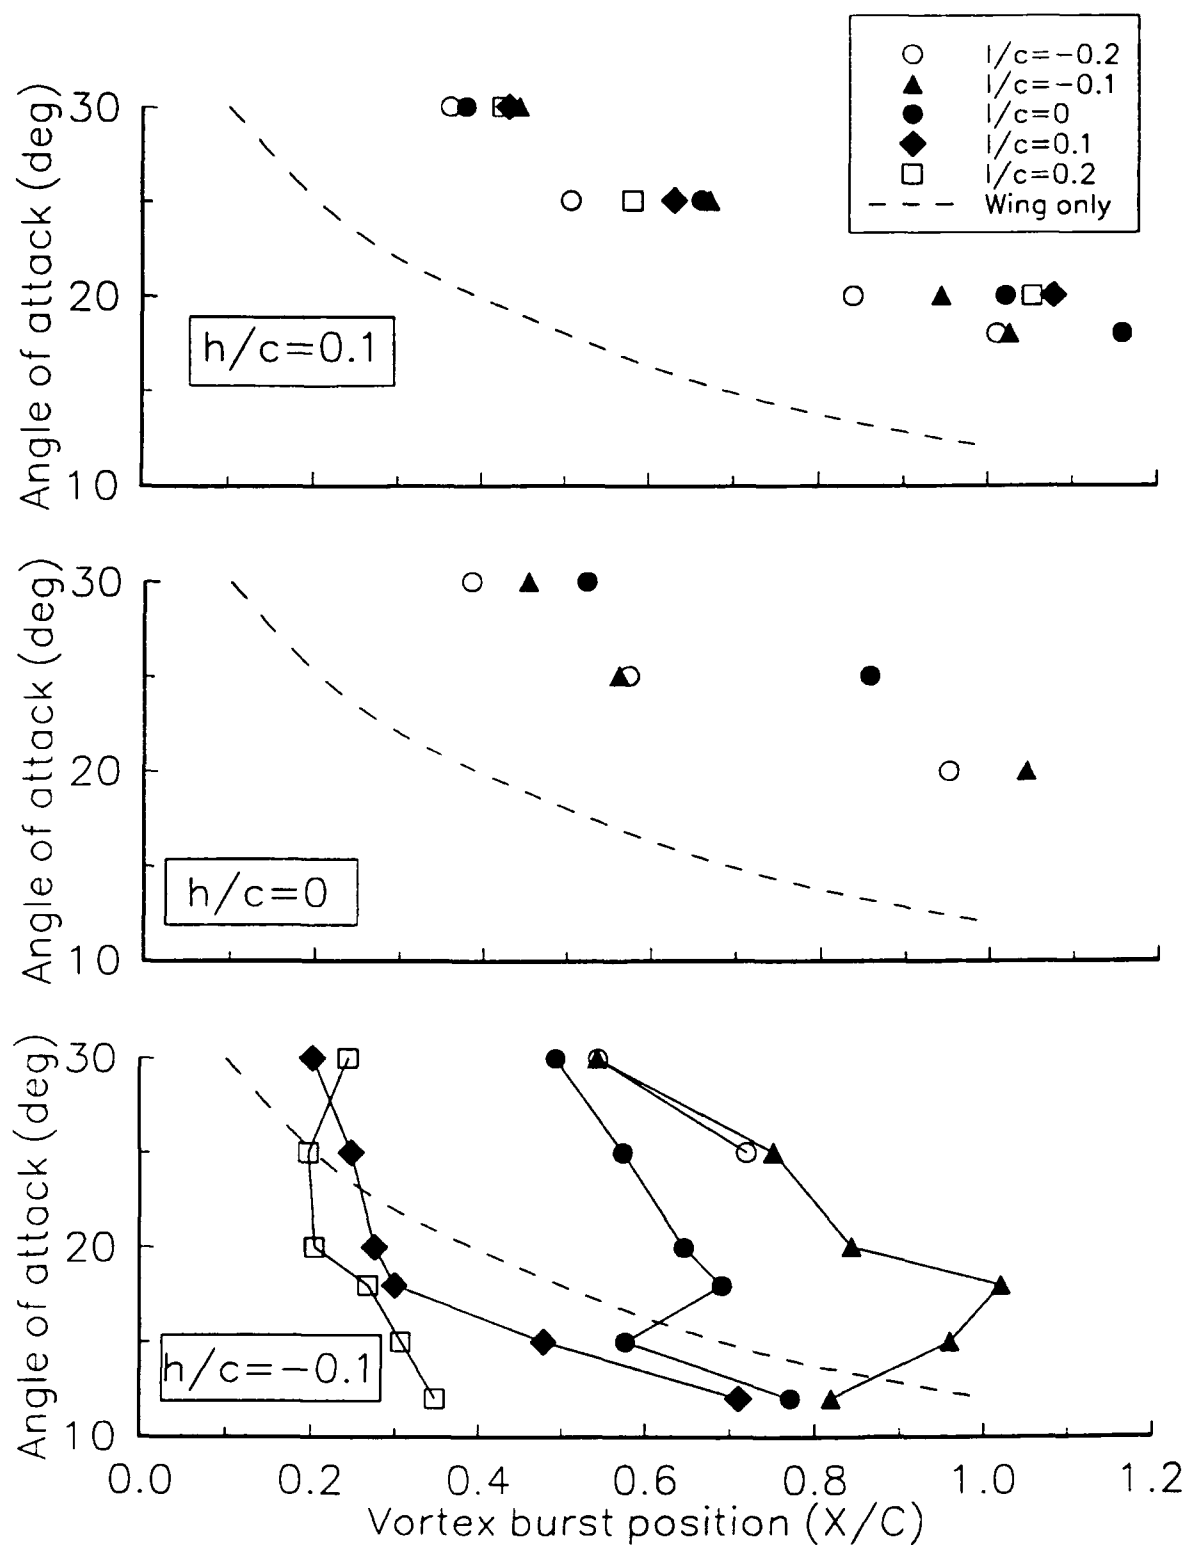 l/c=-0.2
l/c=-0.1
l/c=0
l/c=0.1
l/c=0.2
Wing only
Angle of attack (deg)
30
20
10
h/c=0.1
Angle of attack (deg)
30
20
10
h/c=0
Angle of attack (deg)
30
20
10
h/c=-0.1
0.0 0.2 0.4 0.6 0.8 1.0 1.2
Vortex burst position (X/C)